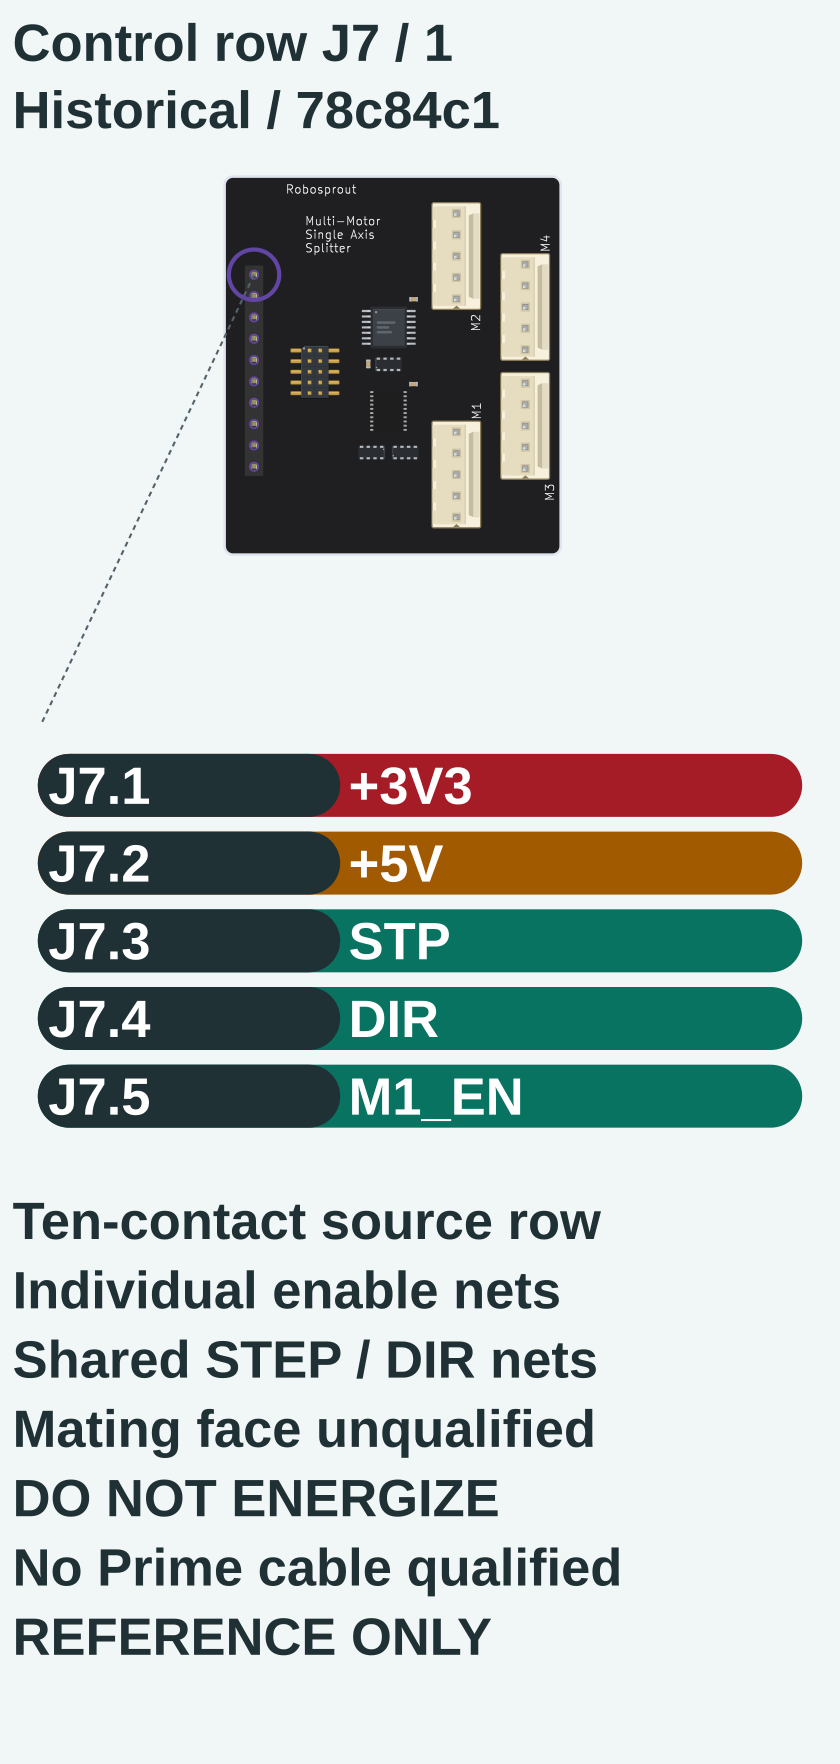 Control row J7 / 1
Historical / 78c84c1
Robosprout
Multi-Motor
Single Axis
Splitter
M4
M2
M1
M3
J7.1 +3V3
J7.2 +5V
J7.3 STP
J7.4 DIR
J7.5 M1_EN
Ten-contact source row
Individual enable nets
Shared STEP / DIR nets
Mating face unqualified
DO NOT ENERGIZE
No Prime cable qualified
REFERENCE ONLY